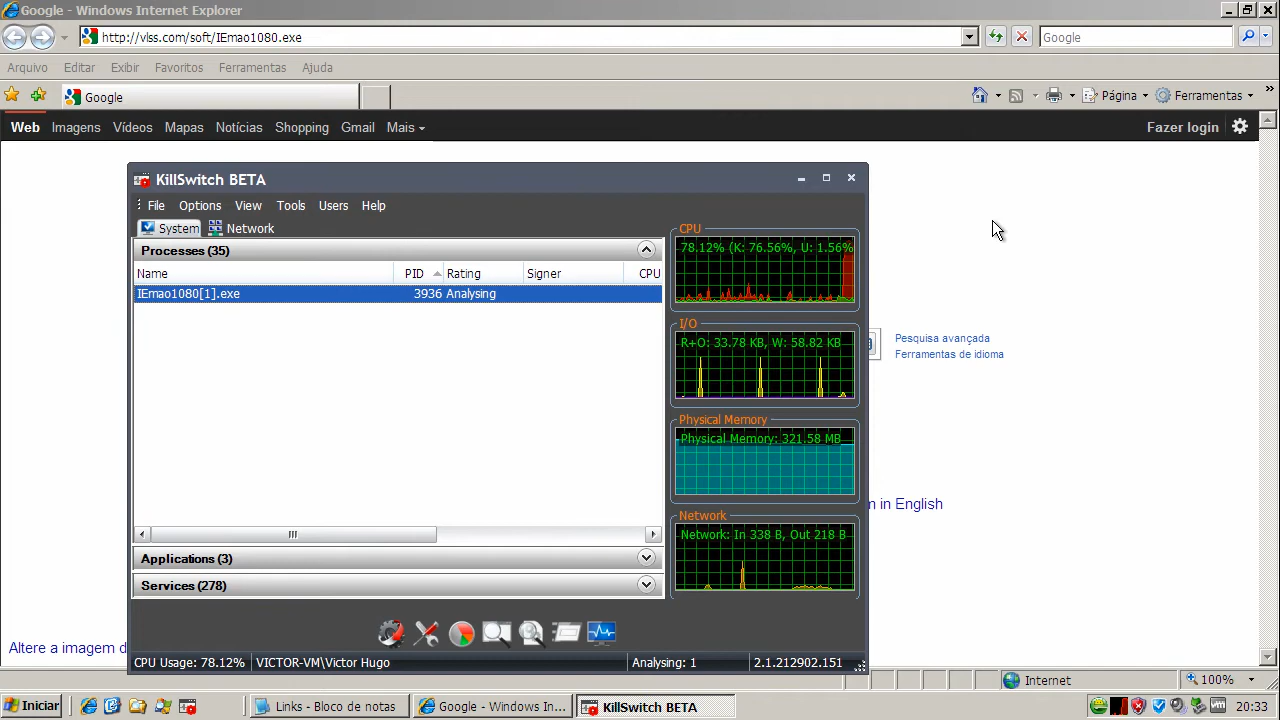 Google - Windows Internet Explorer
http://vlss.com/soft/IEmao1080.exe
Google
Arquivo Editar Exibir Favoritos Ferramentas Ajuda
Google
Página Ferramentas
Web Imagens Vídeos Mapas Notícias Shopping Gmail Mais
Fazer login
KillSwitch BETA
File Options View Tools Users Help
System Network
Processes (35)
Name PID Rating Signer CPU
IEmao1080[1].exe 3936 Analysing
Applications (3)
Services (278)
CPU
78.12% (K: 76.56%, U: 1.56%
I/O
R+O: 33.78 KB, W: 58.82 KB
Physical Memory
Physical Memory: 321.58 MB
Network
Network: In 338 B, Out 218 B
CPU Usage: 78.12% VICTOR-VM\Victor Hugo Analysing: 1 2.1.212902.151
Pesquisa avançada
Ferramentas de idioma
in English
Altere a imagem d
Internet 100%
Iniciar Links - Bloco de notas Google - Windows In... KillSwitch BETA 20:33